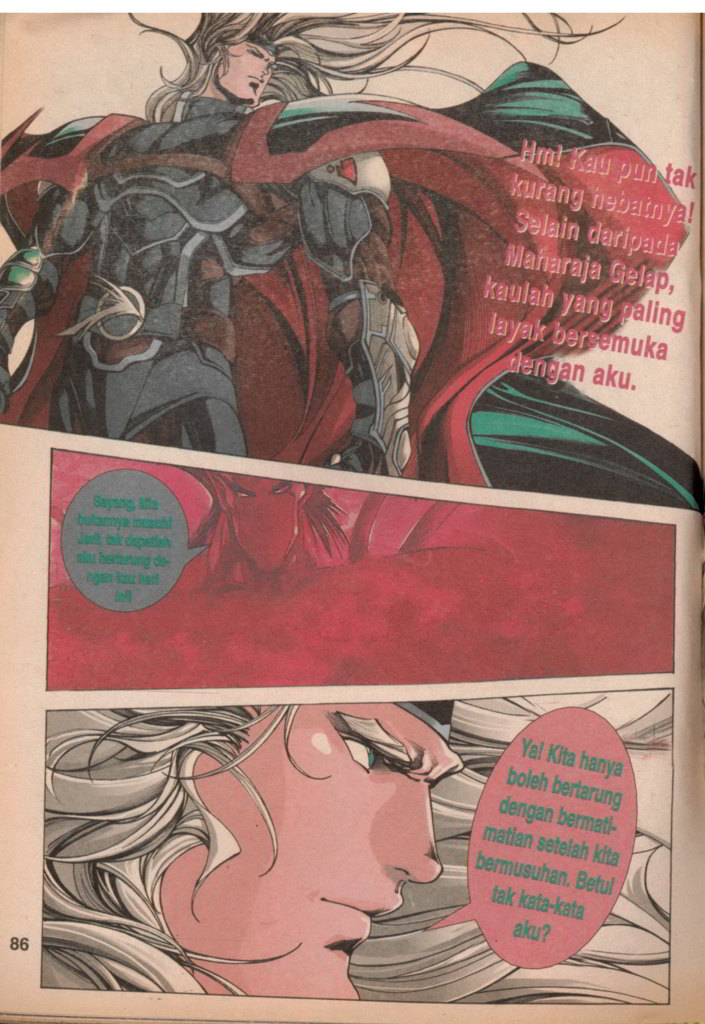 Hm! Kau pun tak
kurang hebatnya!
Selain daripada
Maharaja Gelap,
kaulah yang paling
layak bersemuka
dengan aku.
Sayang, kita
bukannya musuh!
Jadi, tak dapatlah
aku bertarung de-
ngan kau hari
ini!
Ya! Kita hanya
boleh bertarung
dengan bermati-
matian setelah kita
bermusuhan. Betul
tak kata-kata
aku?
86